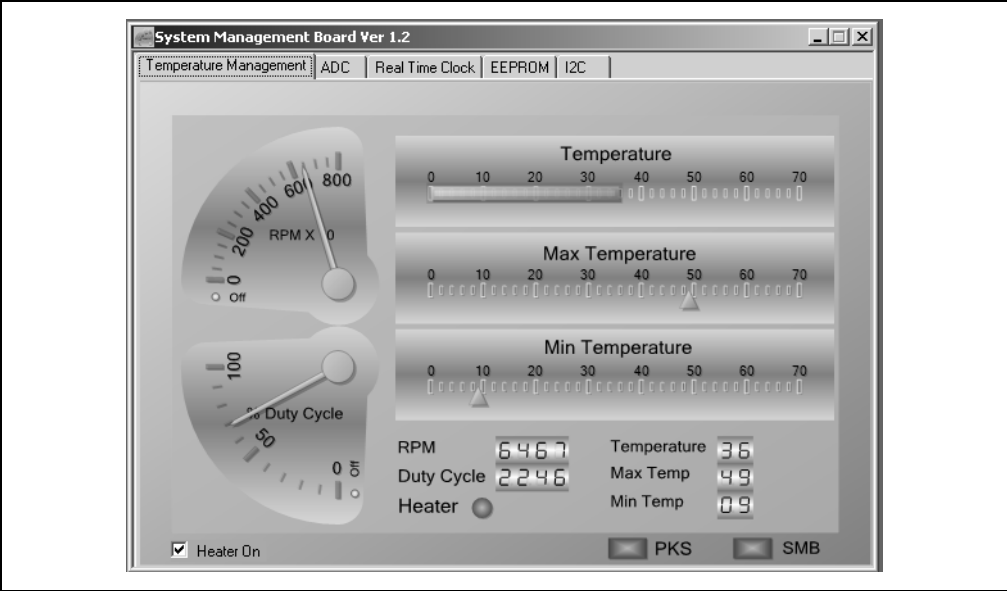 System Management Board Ver 1.2
Temperature Management ADC Real Time Clock EEPROM I2C
0 200 400 600 800
RPM X 0
Off
Temperature
0 10 20 30 40 50 60 70
Max Temperature
0 10 20 30 40 50 60 70
Min Temperature
0 10 20 30 40 50 60 70
100
% Duty Cycle
50
0 Off
RPM 6467
Duty Cycle 2246
Heater
Temperature 36
Max Temp 49
Min Temp 09
Heater On
PKS SMB